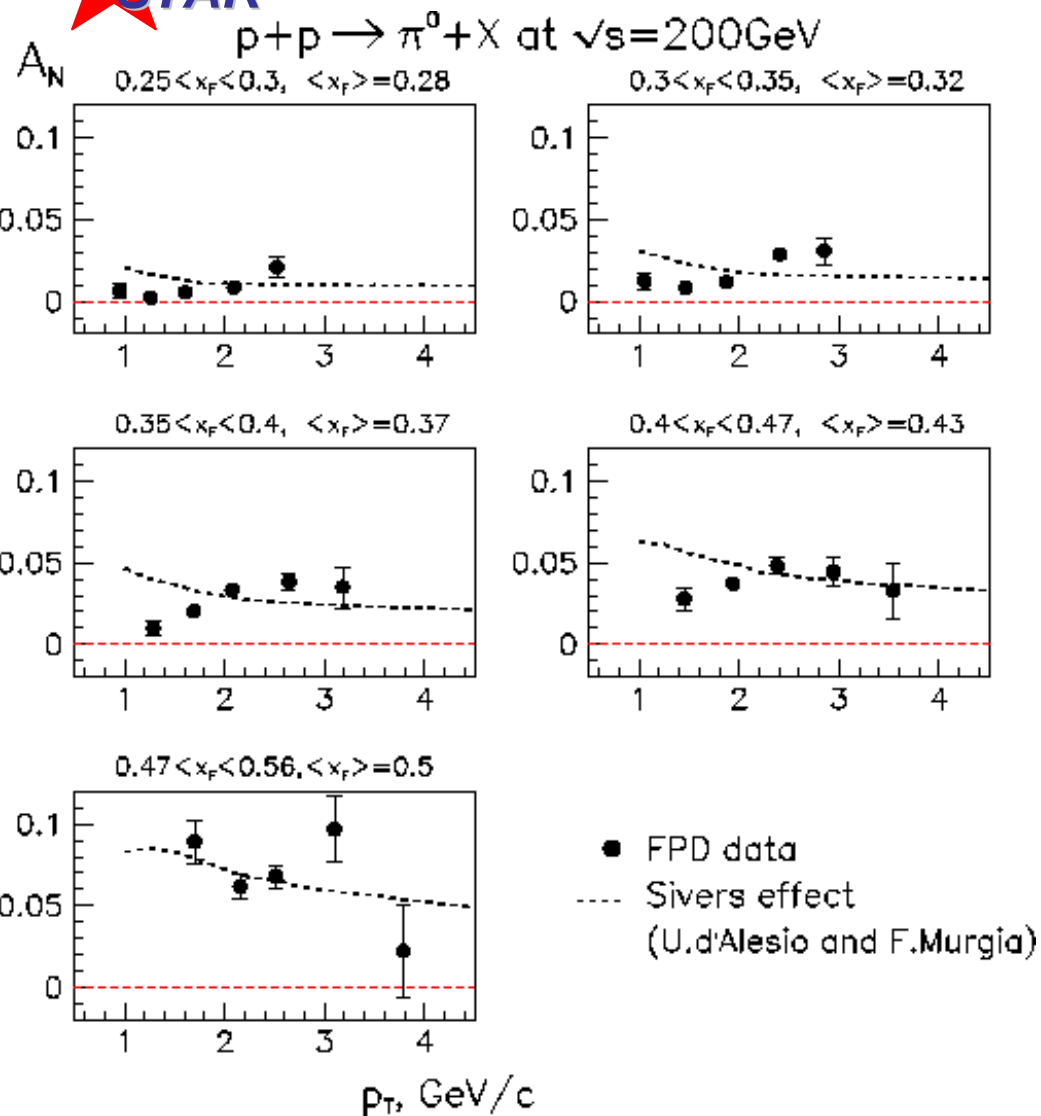 STAR
p+p → π⁰+X at √s=200GeV
A_N
0.25<x_F<0.3, <x_F>=0.28
0.3<x_F<0.35, <x_F>=0.32
0.1
0.05
0
1 2 3 4
0.1
0.05
0
1 2 3 4
0.35<x_F<0.4, <x_F>=0.37
0.4<x_F<0.47, <x_F>=0.43
0.1
0.05
0
1 2 3 4
0.1
0.05
0
1 2 3 4
0.47<x_F<0.56, <x_F>=0.5
0.1
0.05
0
1 2 3 4
p_T, GeV/c
FPD data
Sivers effect
(U.d'Alesio and F.Murgia)